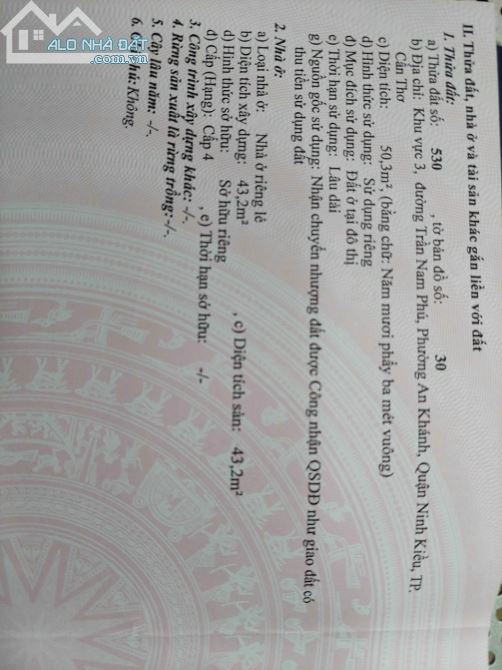 ALO NHÀ ĐẤT
II. Thửa đất, nhà ở và tài sản khác gắn liền với đất
1. Thửa đất:
a) Thửa đất số: 530 , tờ bản đồ số: 30
b) Địa chỉ: Khu vực 3, đường Trần Nam Phú, Phường An Khánh, Quận Ninh Kiều, TP.
Cần Thơ
c) Diện tích: 50,3m², (bằng chữ: Năm mươi phẩy ba mét vuông)
d) Hình thức sử dụng: Sử dụng riêng
đ) Mục đích sử dụng: Đất ở tại đô thị
e) Thời hạn sử dụng: Lâu dài
g) Nguồn gốc sử dụng: Nhận chuyển nhượng đất được Công nhận QSDĐ như giao đất có
thu tiền sử dụng đất
2. Nhà ở:
a) Loại nhà ở: Nhà ở riêng lẻ
b) Diện tích xây dựng: 43,2m² , c) Diện tích sàn: 43,2m²
d) Hình thức sở hữu: Sở hữu riêng
đ) Cấp (Hạng): Cấp 4 , e) Thời hạn sở hữu: -/-
3. Công trình xây dựng khác: -/-.
4. Rừng sản xuất là rừng trồng:-/-.
5. Cây lâu năm: -/-.
6. Ghi chú: Không.